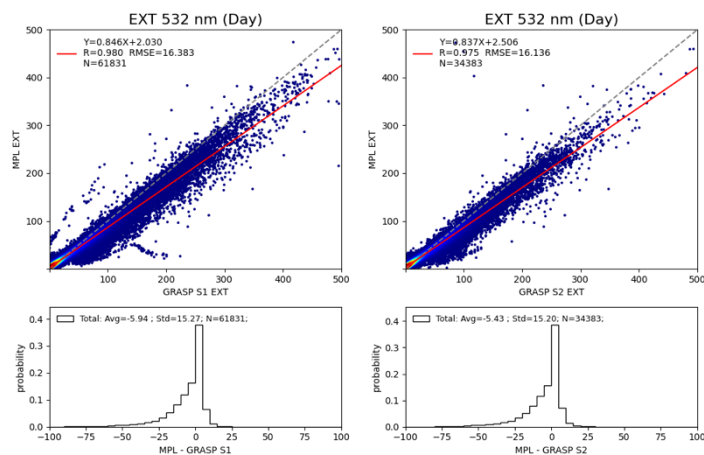 EXT 532 nm (Day)
Y=0.846X+2.030
R=0.980 RMSE=16.383
N=61831
MPL EXT
500
400
300
200
100
100
200
300
400
500
GRASP S1 EXT
EXT 532 nm (Day)
Y=0.837X+2.506
R=0.975 RMSE=16.136
N=34383
MPL EXT
500
400
300
200
100
100
200
300
400
500
GRASP S2 EXT
Total: Avg=-5.94 ; Std=15.27; N=61831;
probability
0.4
0.3
0.2
0.1
0.0
−100
−75
−50
−25
0
25
50
75
100
MPL - GRASP S1
Total: Avg=-5.43 ; Std=15.20; N=34383;
probability
0.4
0.3
0.2
0.1
0.0
−100
−75
−50
−25
0
25
50
75
100
MPL - GRASP S2